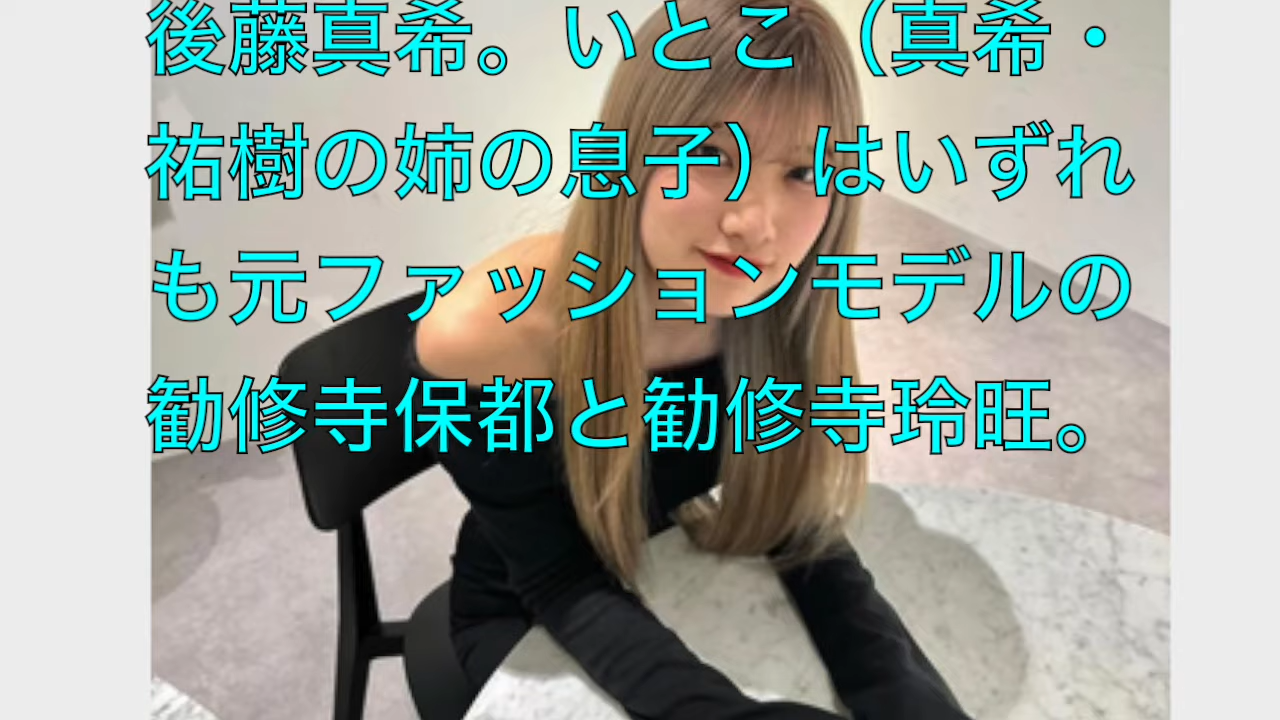 後藤真希。いとこ（真希・
祐樹の姉の息子）はいずれ
も元ファッションモデルの
勧修寺保都と勧修寺玲旺。